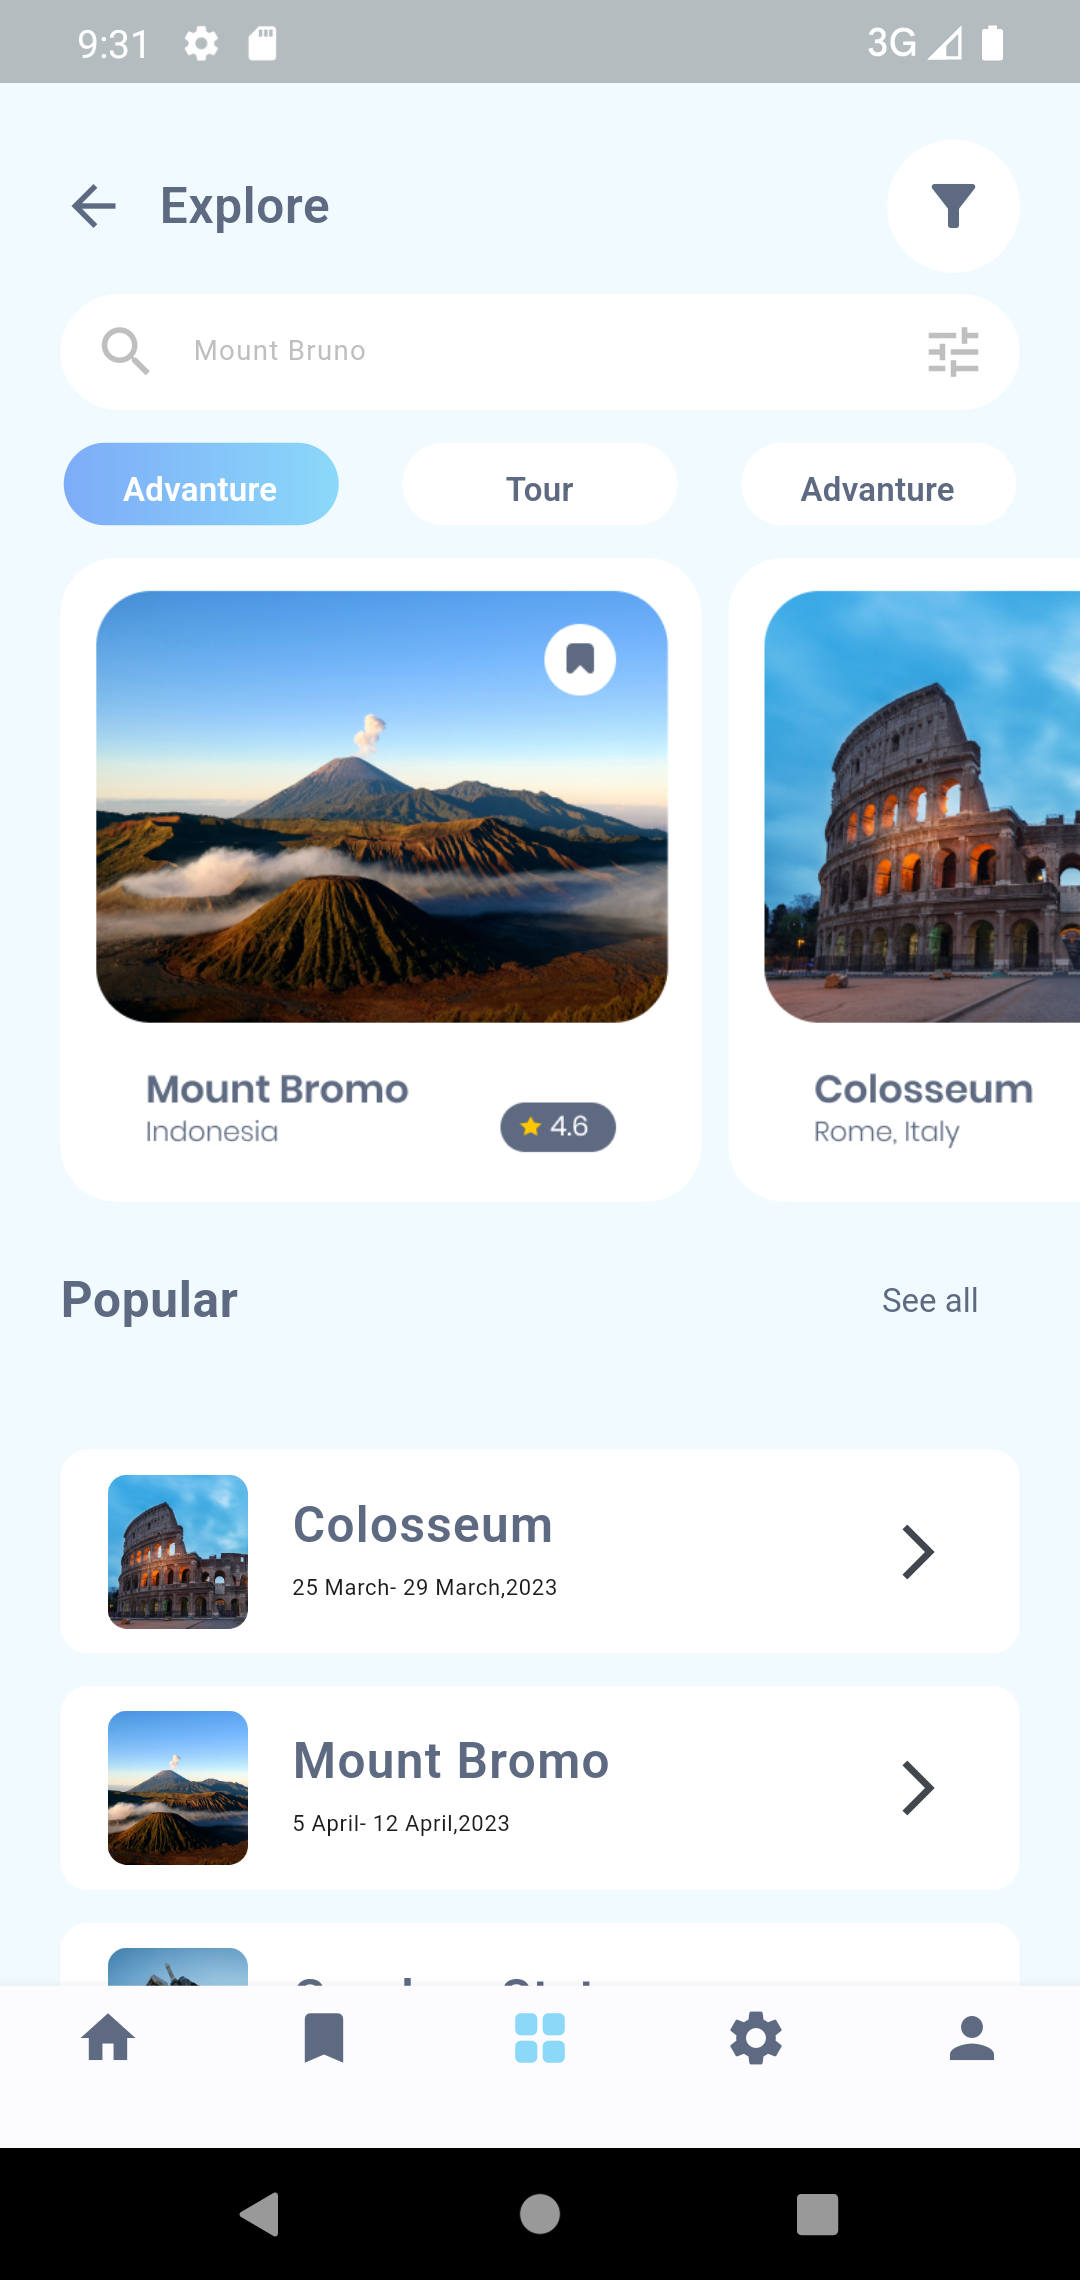 9:31 3G
Explore
Mount Bruno
Advanture Tour Advanture
Mount Bromo
Indonesia
4.6
Colosseum
Rome, Italy
Popular See all
Colosseum
25 March- 29 March,2023
Mount Bromo
5 April- 12 April,2023